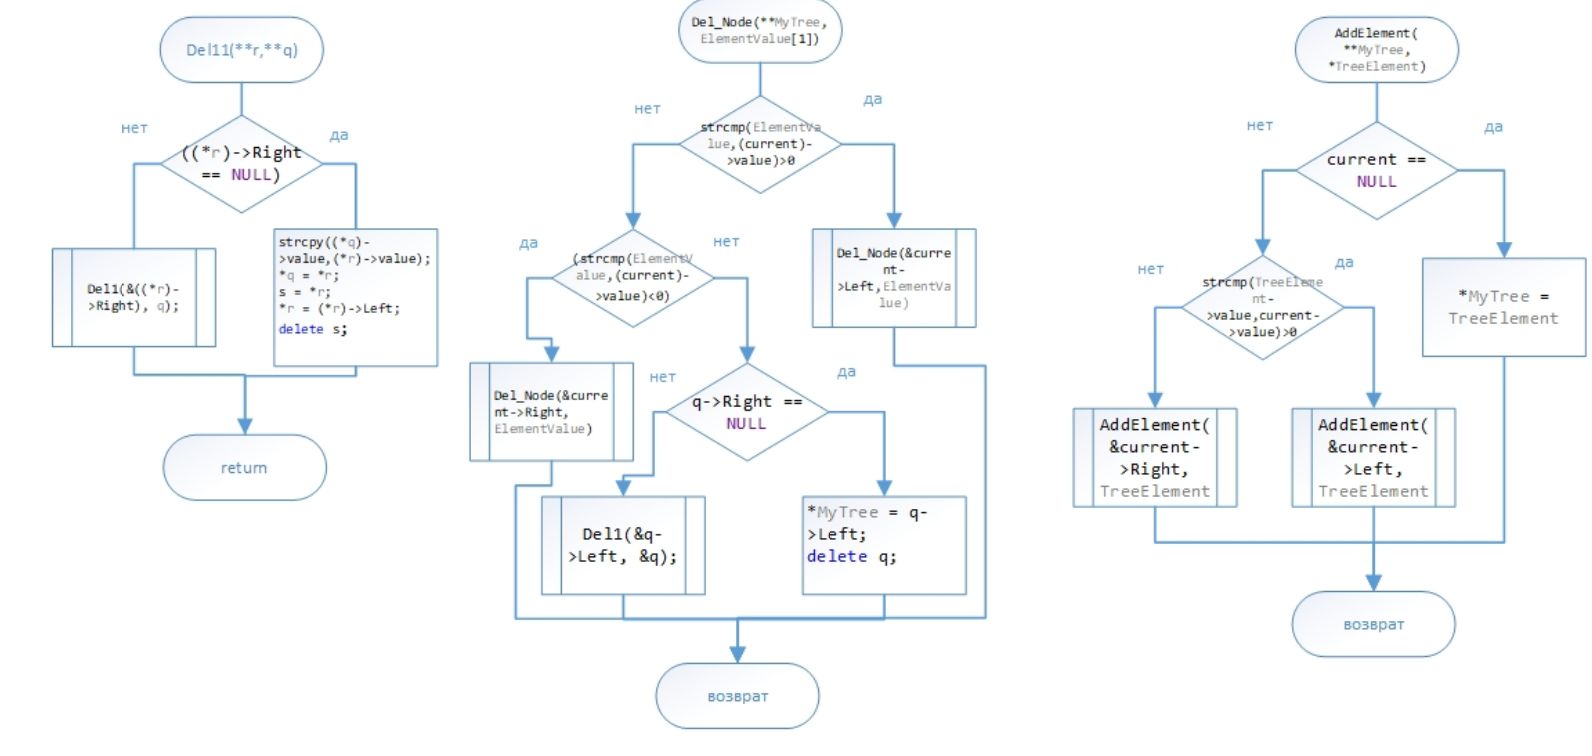 Del11(**r,**q)
нет
да
((*r)->Right
== NULL)
Del1(&((*r)-
>Right), q);
strcpy((*q)-
>value,(*r)->value);
*q = *r;
s = *r;
*r = (*r)->Left;
delete s;
return
Del_Node(**MyTree,
ElementValue[1])
нет
да
strcmp(ElementVa
lue,(current)-
>value)>0
да
нет
(strcmp(ElementV
alue,(current)-
>value)<0)
Del_Node(&curre
nt-
>Left,ElementVa
lue)
Del_Node(&curre
nt->Right,
ElementValue)
нет
да
q->Right ==
NULL
Del1(&q-
>Left, &q);
*MyTree = q-
>Left;
delete q;
возврат
AddElement(
**MyTree,
*TreeElement)
нет
да
current ==
NULL
нет
да
strcmp(TreeEleme
nt-
>value,current-
>value)>0
*MyTree =
TreeElement
AddElement(
&current-
>Right,
TreeElement
AddElement(
&current-
>Left,
TreeElement
возврат